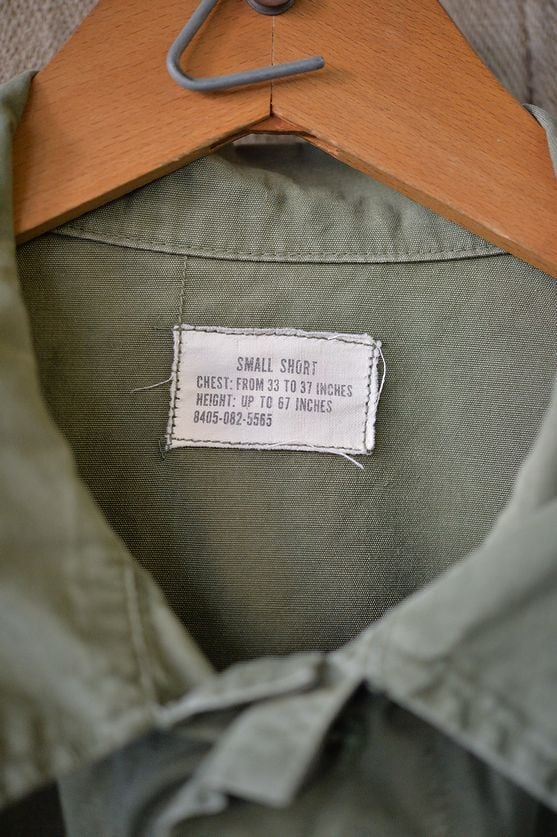 SMALL SHORT
CHEST: FROM 33 TO 37 INCHES
HEIGHT: UP TO 67 INCHES
8405-082-5565